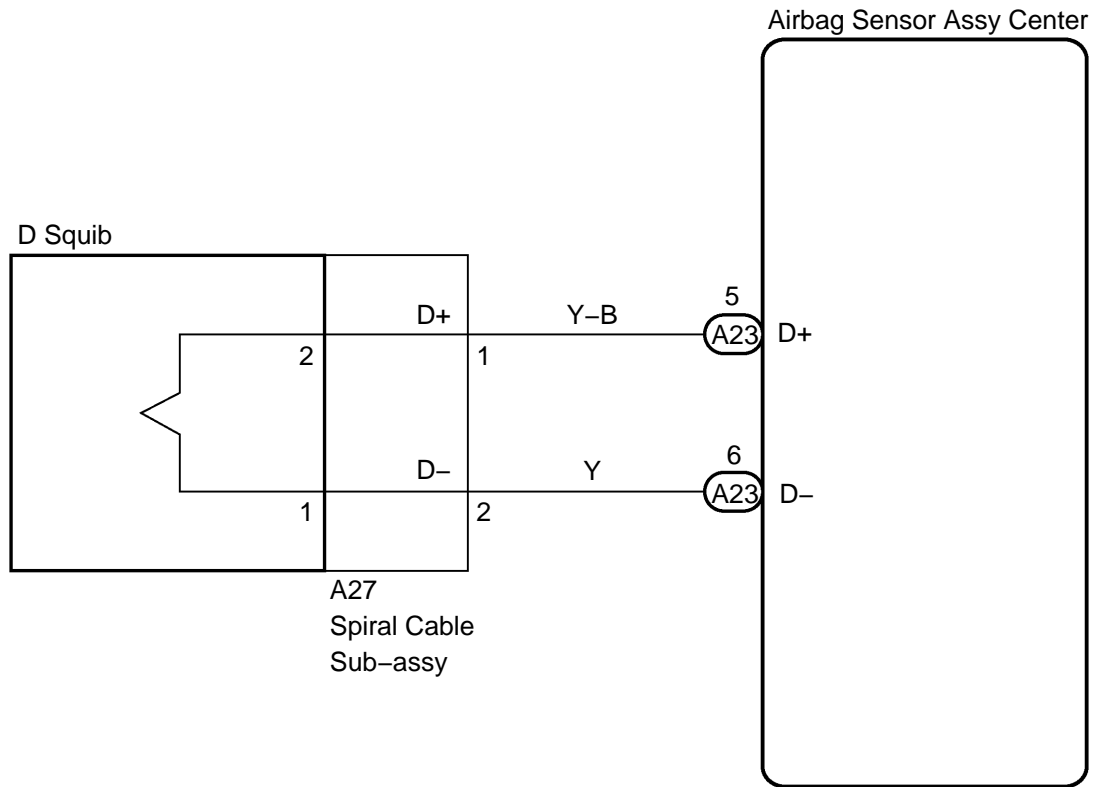 Airbag Sensor Assy Center
D Squib
D+
Y−B
5
A23
D+
2
1
D−
Y
6
A23
D−
1
2
A27
Spiral Cable
Sub−assy